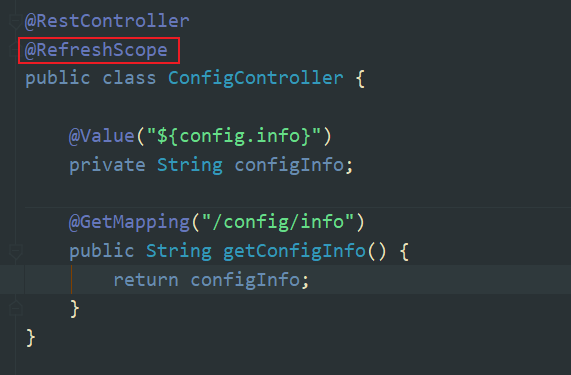 @RestController
@RefreshScope
public class ConfigController {
@Value("${config.info}")
private String configInfo;
@GetMapping("/config/info")
public String getConfigInfo() {
return configInfo;
}
}